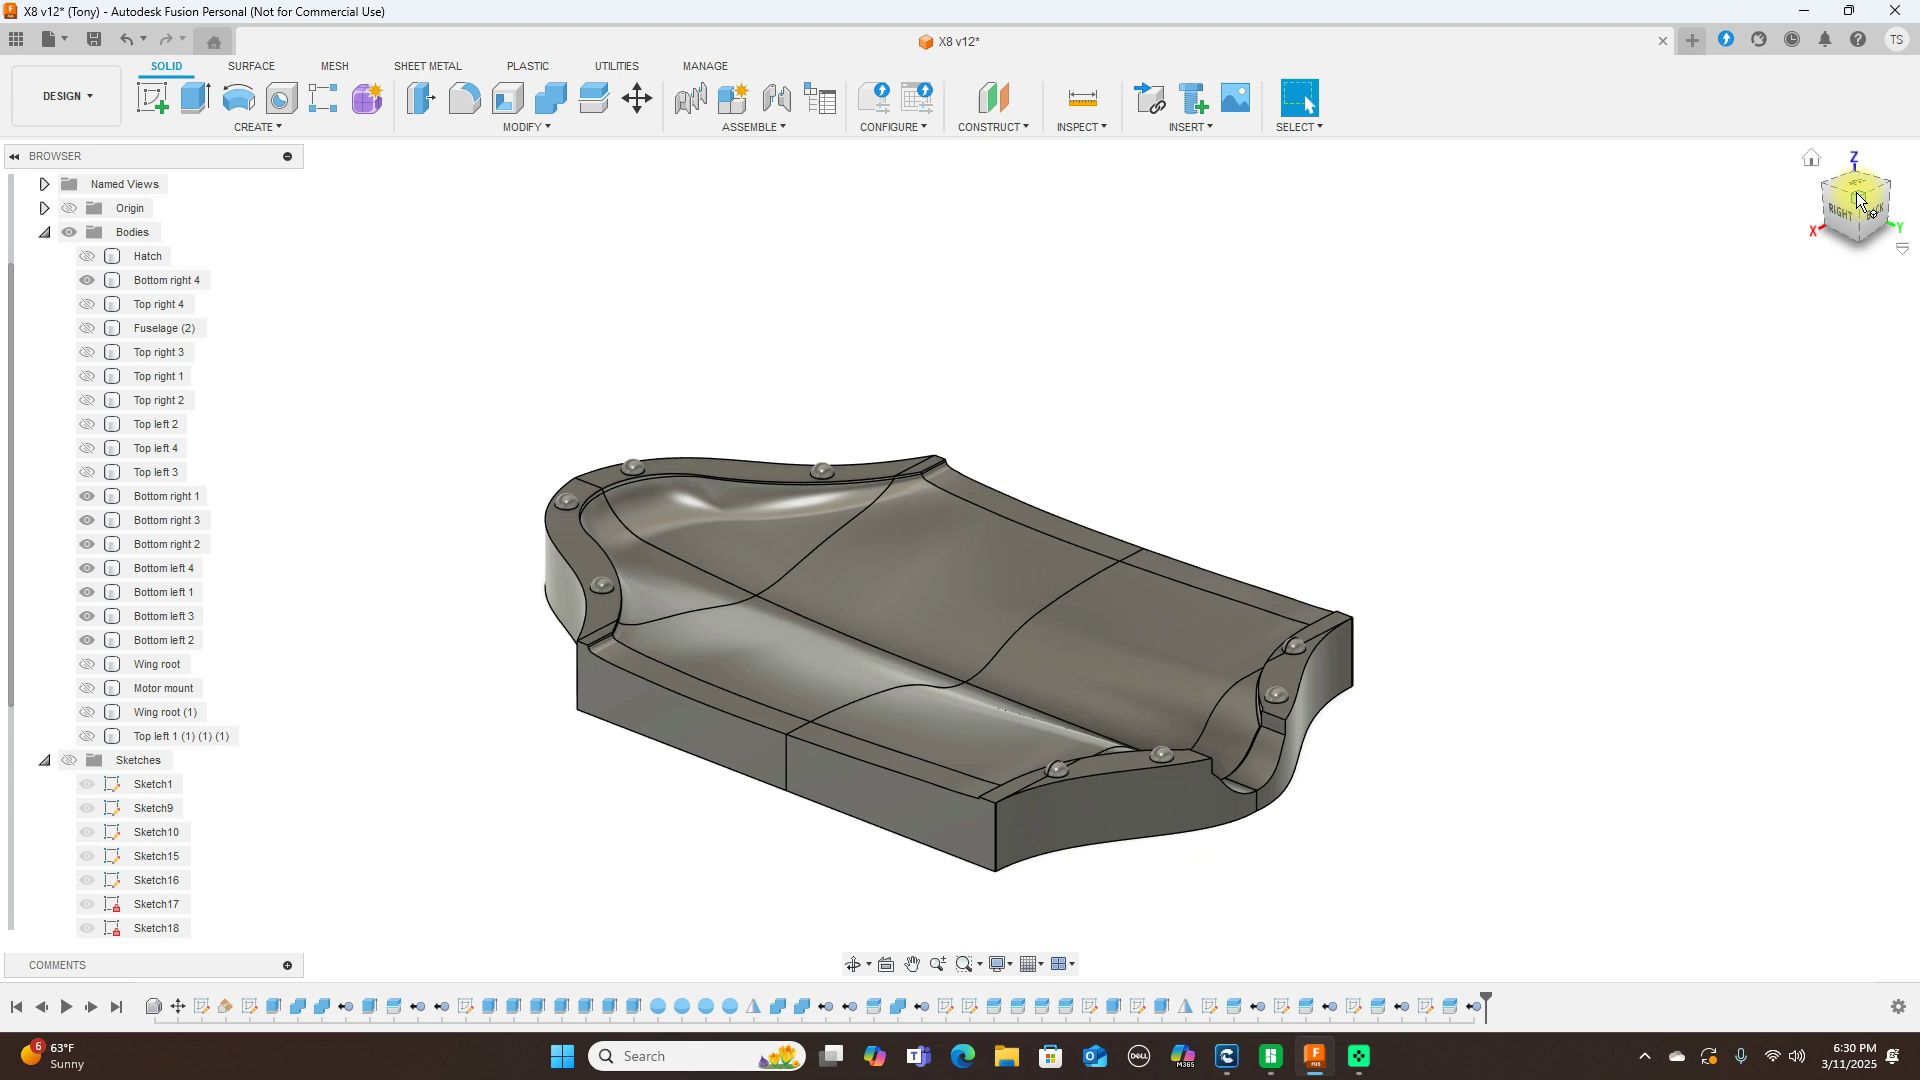 X8 v12* (Tony) - Autodesk Fusion Personal (Not for Commercial Use)
X8 v12*
TS
DESIGN
SOLID
SURFACE
MESH
SHEET METAL
PLASTIC
UTILITIES
MANAGE
CREATE
MODIFY
ASSEMBLE
CONFIGURE
CONSTRUCT
INSPECT
INSERT
SELECT
BROWSER
Named Views
Origin
Bodies
Hatch
Bottom right 4
Top right 4
Fuselage (2)
Top right 3
Top right 1
Top right 2
Top left 2
Top left 4
Top left 3
Bottom right 1
Bottom right 3
Bottom right 2
Bottom left 4
Bottom left 1
Bottom left 3
Bottom left 2
Wing root
Motor mount
Wing root (1)
Top left 1 (1) (1) (1)
Sketches
Sketch1
Sketch9
Sketch10
Sketch15
Sketch16
Sketch17
Sketch18
COMMENTS
Z
RIGHT
X
Y
6
63°F
Sunny
Search
DELL
M365
6:30 PM
3/11/2025